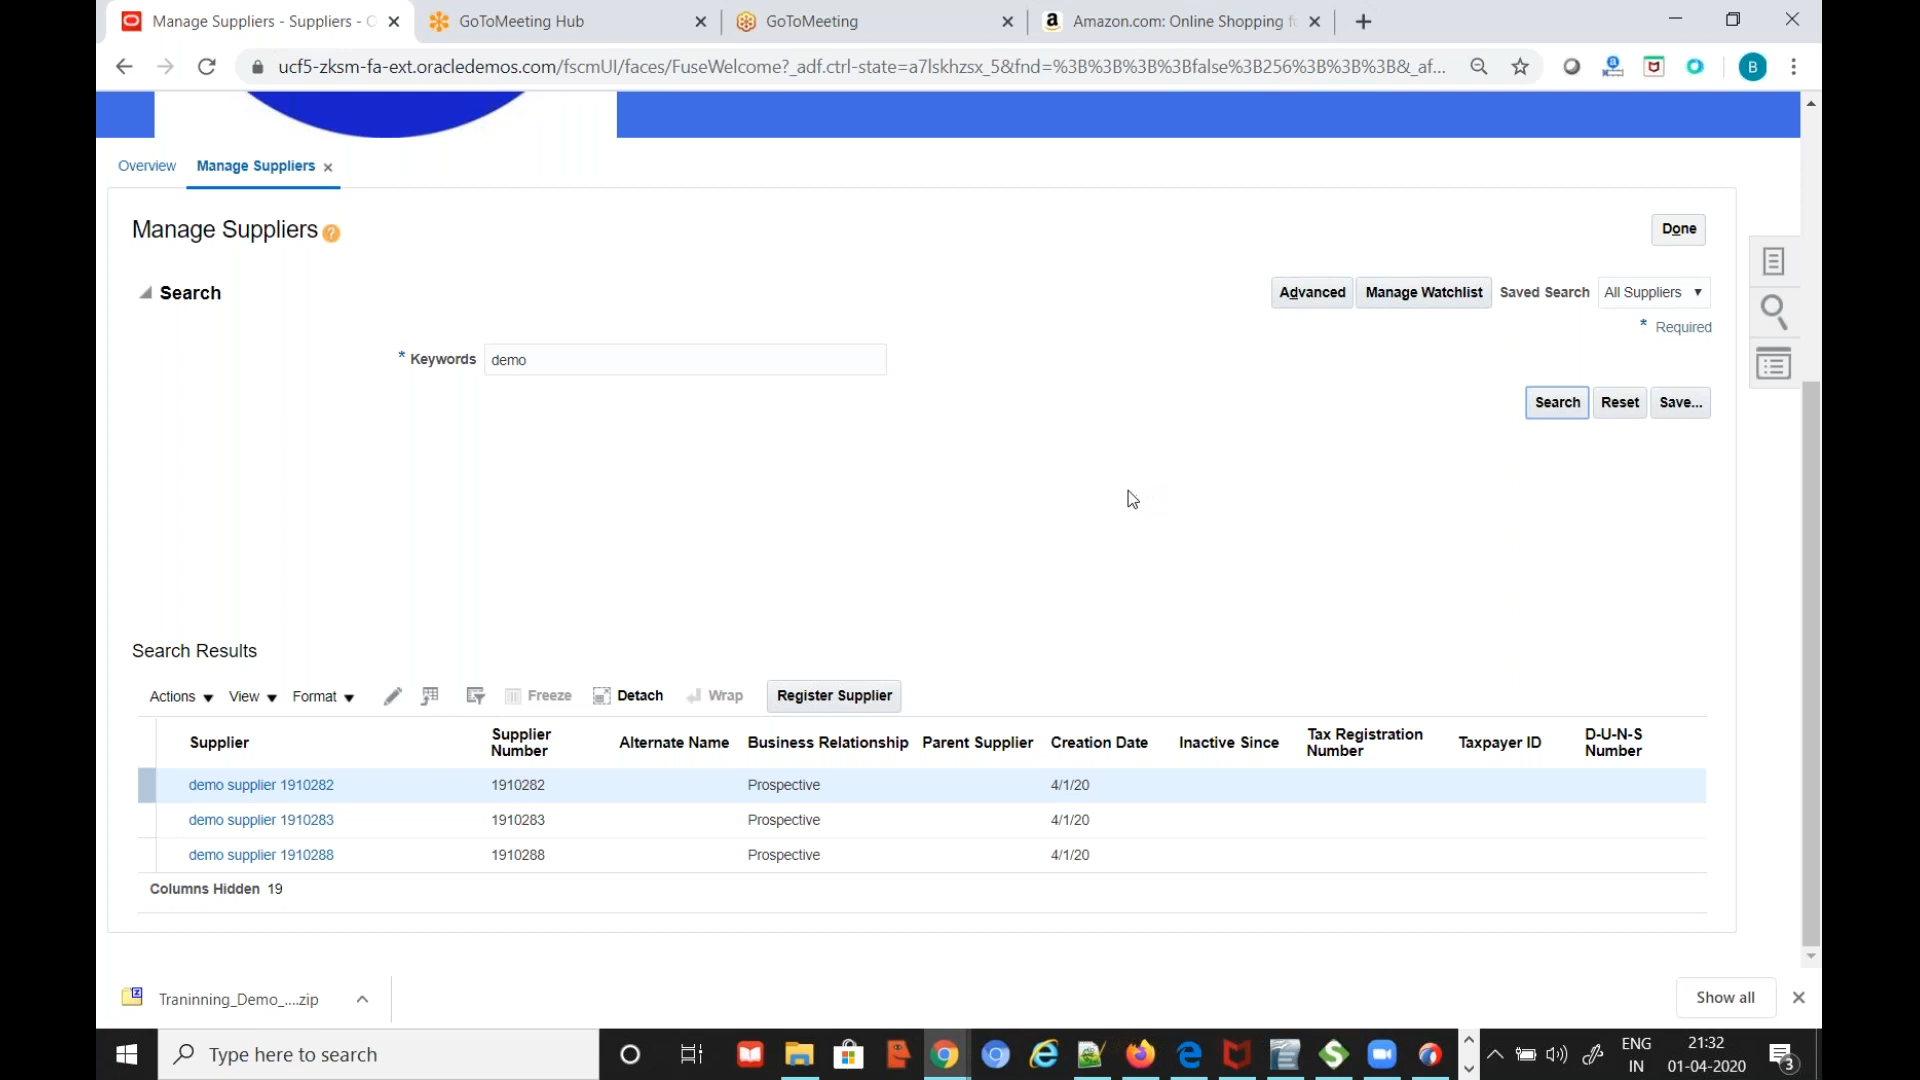 Manage Suppliers - Suppliers - O
GoToMeeting Hub
GoToMeeting
Amazon.com: Online Shopping fo
ucf5-zksm-fa-ext.oracledemos.com/fscmUI/faces/FuseWelcome?_adf.ctrl-state=a7lskhzsx_5&fnd=%3B%3B%3B%3Bfalse%3B256%3B%3B%3B&_af...
B
Overview Manage Suppliers
Manage Suppliers ?
Done
Search
Advanced Manage Watchlist Saved Search All Suppliers
* Required
* Keywords demo
Search Reset Save...
Search Results
Actions View Format Freeze Detach Wrap Register Supplier
Supplier Supplier Number Alternate Name Business Relationship Parent Supplier Creation Date Inactive Since Tax Registration Number Taxpayer ID D-U-N-S Number
demo supplier 1910282 1910282 Prospective 4/1/20
demo supplier 1910283 1910283 Prospective 4/1/20
demo supplier 1910288 1910288 Prospective 4/1/20
Columns Hidden 19
Traninning_Demo_....zip
Show all
Type here to search
ENG
IN
21:32
01-04-2020
3